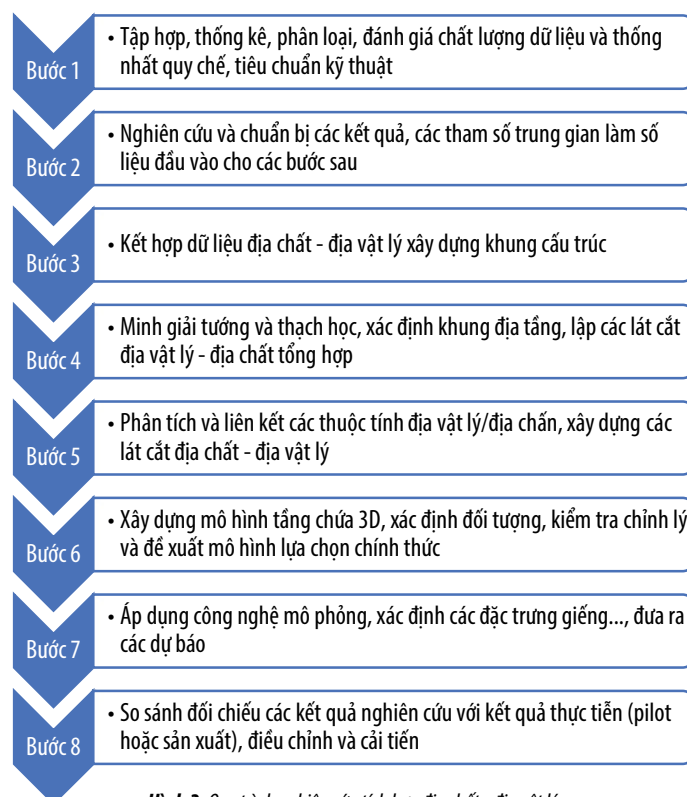 Bước 1
• Tập hợp, thống kê, phân loại, đánh giá chất lượng dữ liệu và thống
nhất quy chế, tiêu chuẩn kỹ thuật
Bước 2
• Nghiên cứu và chuẩn bị các kết quả, các tham số trung gian làm số
liệu đầu vào cho các bước sau
Bước 3
• Kết hợp dữ liệu địa chất - địa vật lý xây dựng khung cấu trúc
Bước 4
• Minh giải tướng và thạch học, xác định khung địa tầng, lập các lát cắt
địa vật lý - địa chất tổng hợp
Bước 5
• Phân tích và liên kết các thuộc tính địa vật lý/địa chấn, xây dựng các
lát cắt địa chất - địa vật lý
Bước 6
• Xây dựng mô hình tầng chứa 3D, xác định đối tượng, kiểm tra chỉnh lý
và đề xuất mô hình lựa chọn chính thức
Bước 7
• Áp dụng công nghệ mô phỏng, xác định các đặc trưng giếng..., đưa ra
các dự báo
Bước 8
• So sánh đối chiếu các kết quả nghiên cứu với kết quả thực tiễn (pilot
hoặc sản xuất), điều chỉnh và cải tiến